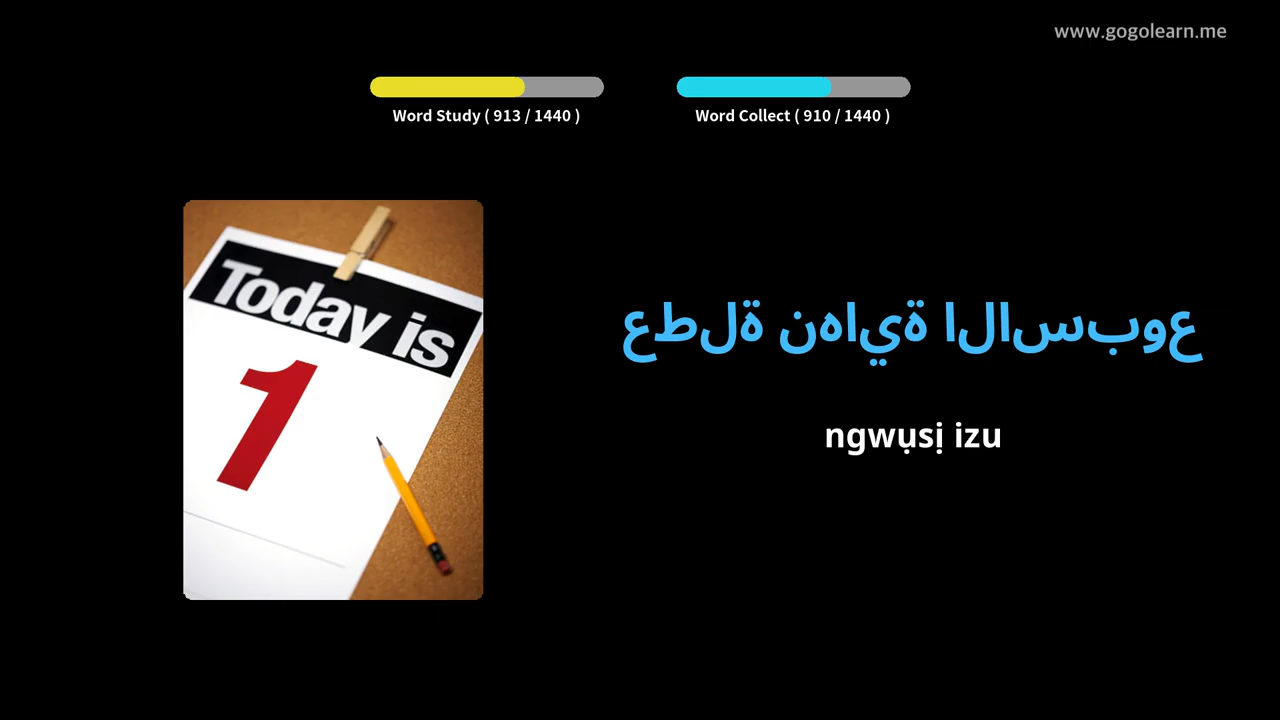 www.gogolearn.me
Word Study ( 913 / 1440 )
Word Collect ( 910 / 1440 )
Today is
1
عطلة نهاية الاسبوع
ngwụsị izu